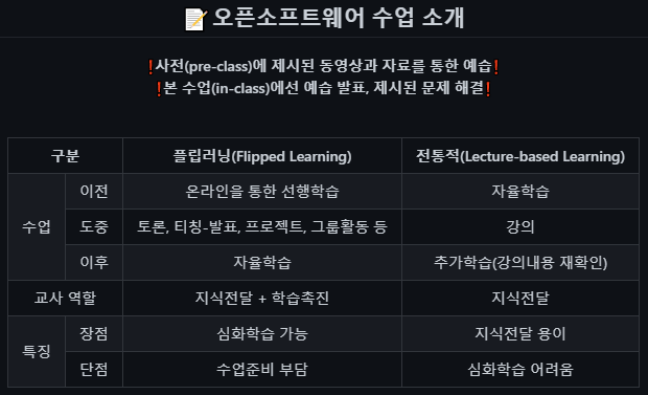 📝 오픈소프트웨어 수업 소개
❗사전(pre-class)에 제시된 동영상과 자료를 통한 예습❗
❗본 수업(in-class)에선 예습 발표, 제시된 문제 해결❗
구분 플립러닝(Flipped Learning) 전통적(Lecture-based Learning)
수업 이전 온라인을 통한 선행학습 자율학습
도중 토론, 티칭-발표, 프로젝트, 그룹활동 등 강의
이후 자율학습 추가학습(강의내용 재확인)
교사 역할 지식전달 + 학습촉진 지식전달
특징 장점 심화학습 가능 지식전달 용이
단점 수업준비 부담 심화학습 어려움